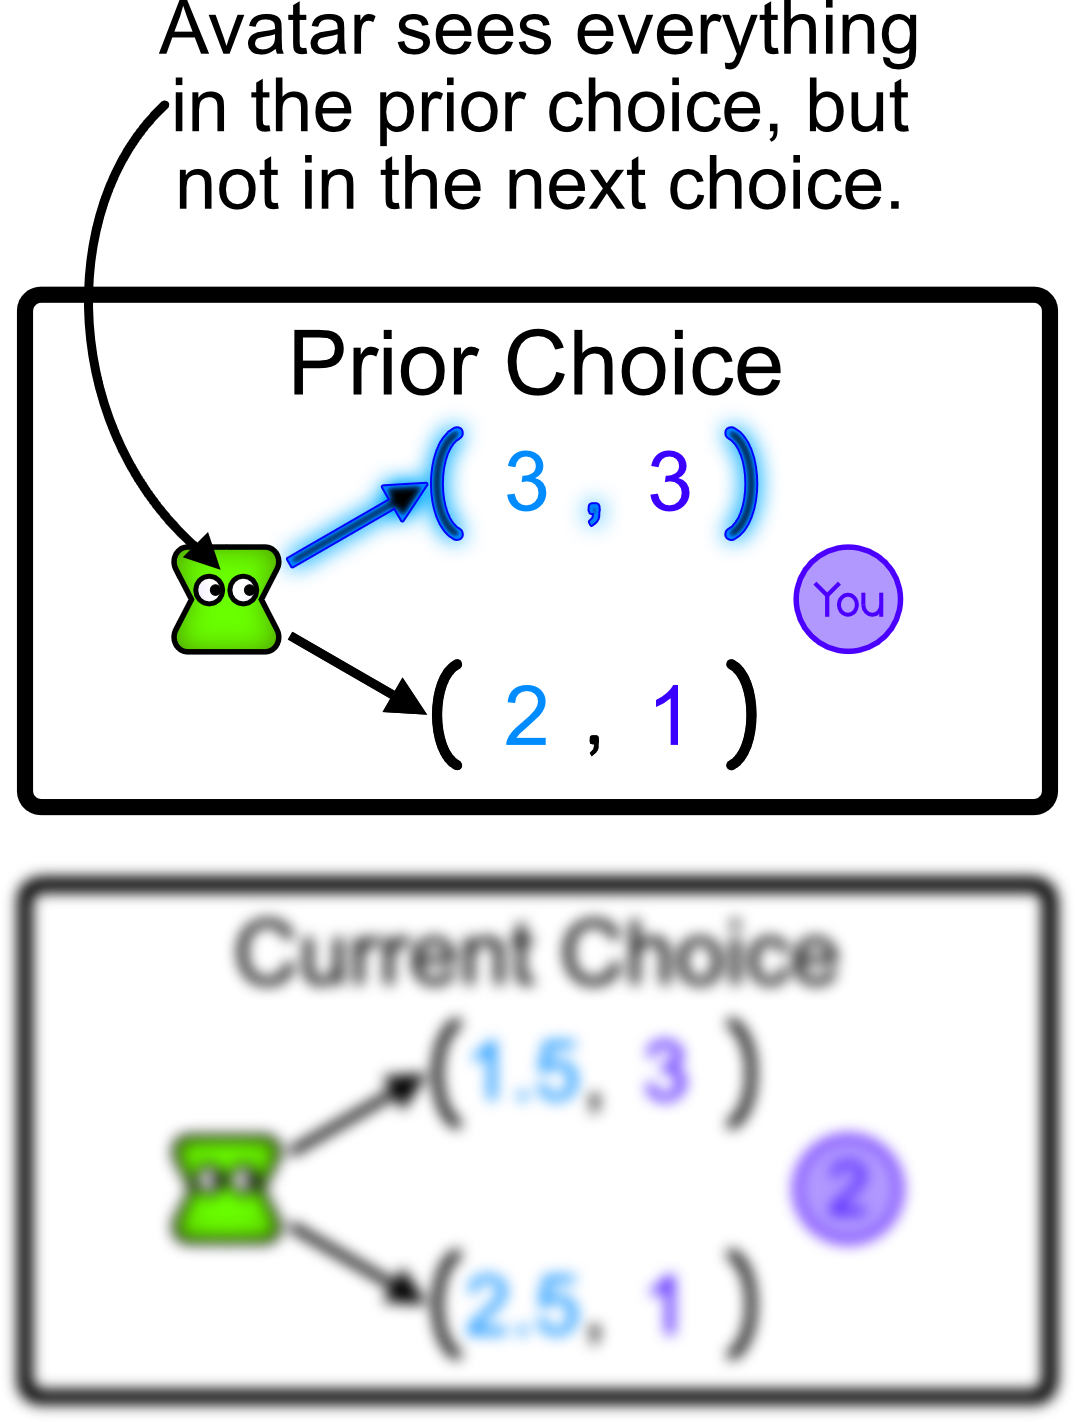 Avatar sees everything
in the prior choice, but
not in the next choice.
Prior Choice
( 3 , 3 )
You
( 2 , 1 )
Current Choice
( 1.5, 3 )
2
( 2.5, 1 )